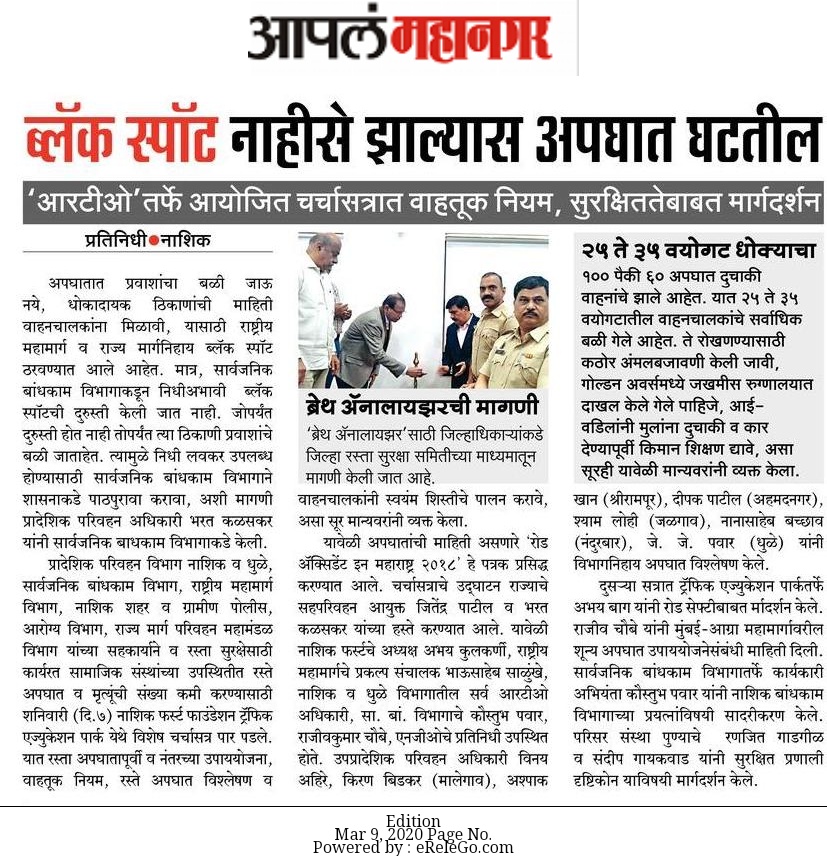 आपलं महानगर
ब्लॅक स्पॉट नाहीसे झाल्यास अपघात घटतील
‘आरटीओ’तर्फे आयोजित चर्चासत्रात वाहतूक नियम, सुरक्षिततेबाबत मार्गदर्शन
प्रतिनिधी●नाशिक
अपघातात प्रवाशांचा बळी जाऊ
नये, धोकादायक ठिकाणांची माहिती
वाहनचालकांना मिळावी, यासाठी राष्ट्रीय
महामार्ग व राज्य मार्गनिहाय ब्लॅक स्पॉट
ठरवण्यात आले आहेत. मात्र, सार्वजनिक
बांधकाम विभागाकडून निधीअभावी ब्लॅक
स्पॉटची दुरुस्ती केली जात नाही. जोपर्यंत
दुरुस्ती होत नाही तोपर्यंत त्या ठिकाणी प्रवाशांचे
बळी जाताहेत. त्यामुळे निधी लवकर उपलब्ध
होण्यासाठी सार्वजनिक बांधकाम विभागाने
शासनाकडे पाठपुरावा करावा, अशी मागणी
प्रादेशिक परिवहन अधिकारी भरत कळसकर
यांनी सार्वजनिक बाधकाम विभागाकडे केली.
प्रादेशिक परिवहन विभाग नाशिक व धुळे,
सार्वजनिक बांधकाम विभाग, राष्ट्रीय महामार्ग
विभाग, नाशिक शहर व ग्रामीण पोलीस,
आरोग्य विभाग, राज्य मार्ग परिवहन महामंडळ
विभाग यांच्या सहकार्याने व रस्ता सुरक्षेसाठी
कार्यरत सामाजिक संस्थांच्या उपस्थितीत रस्ते
अपघात व मृत्यूंची संख्या कमी करण्यासाठी
शनिवारी (दि.७) नाशिक फर्स्ट फाउंडेशन ट्रॅफिक
एज्युकेशन पार्क येथे विशेष चर्चासत्र पार पडले.
यात रस्ता अपघातापूर्वी व नंतरच्या उपाययोजना,
वाहतूक नियम, रस्ते अपघात विश्लेषण व
ब्रेथ ॲनालायझरची मागणी
‘ब्रेथ ॲनालायझर’साठी जिल्हाधिकाऱ्यांकडे
जिल्हा रस्ता सुरक्षा समितीच्या माध्यमातून
मागणी केली जात आहे.
वाहनचालकांनी स्वयंम शिस्तीचे पालन करावे,
असा सूर मान्यवरांनी व्यक्त केला.
यावेळी अपघातांची माहिती असणारे ‘रोड
ॲक्सिडेंट इन महाराष्ट्र २०१८’ हे पत्रक प्रसिद्ध
करण्यात आले. चर्चासत्राचे उद्घाटन राज्याचे
सहपरिवहन आयुक्त जितेंद्र पाटील व भरत
कळसकर यांच्या हस्ते करण्यात आले. यावेळी
नाशिक फर्स्टचे अध्यक्ष अभय कुलकर्णी, राष्ट्रीय
महामार्गचे प्रकल्प संचालक भाऊसाहेब साळुंखे,
नाशिक व धुळे विभागातील सर्व आरटीओ
अधिकारी, सा. बां. विभागाचे कौस्तुभ पवार,
राजीवकुमार चौबे, एनजीओचे प्रतिनिधी उपस्थित
होते. उपप्रादेशिक परिवहन अधिकारी विनय
अहिरे, किरण बिडकर (मालेगाव), अश्पाक
२५ ते ३५ वयोगट धोक्याचा
१०० पैकी ६० अपघात दुचाकी
वाहनांचे झाले आहेत. यात २५ ते ३५
वयोगटातील वाहनचालकांचे सर्वाधिक
बळी गेले आहेत. ते रोखणण्यासाठी
कठोर अंमलबजावणी केली जावी,
गोल्डन अवर्समध्ये जखमीस रुग्णालयात
दाखल केले गेले पाहिजे, आई–
वडिलांनी मुलांना दुचाकी व कार
देण्यापूर्वी किमान शिक्षण द्यावे, असा
सूरही यावेळी मान्यवरांनी व्यक्त केला.
खान (श्रीरामपूर), दीपक पाटील (अहमदनगर),
श्याम लोही (जळगाव), नानासाहेब बच्छाव
(नंदुरबार), जे. जे. पवार (धुळे) यांनी
विभागनिहाय अपघात विश्लेषण केले.
दुसऱ्या सत्रात ट्रॅफिक एज्युकेशन पार्कतर्फे
अभय बाग यांनी रोड सेफ्टीबाबत मार्दशन केले.
राजीव चौबे यांनी मुंबई-आग्रा महामार्गावरील
शून्य अपघात उपाययोजनेसंबंधी माहिती दिली.
सार्वजनिक बांधकाम विभागातर्फे कार्यकारी
अभियंता कौस्तुभ पवार यांनी नाशिक बांधकाम
विभागाच्या प्रयत्नांविषयी सादरीकरण केले.
परिसर संस्था पुण्याचे रणजित गाडगीळ
व संदीप गायकवाड यांनी सुरक्षित प्रणाली
दृष्टिकोन याविषयी मार्गदर्शन केले.
Edition
Mar 9, 2020 Page No.
Powered by : eReleGo.com